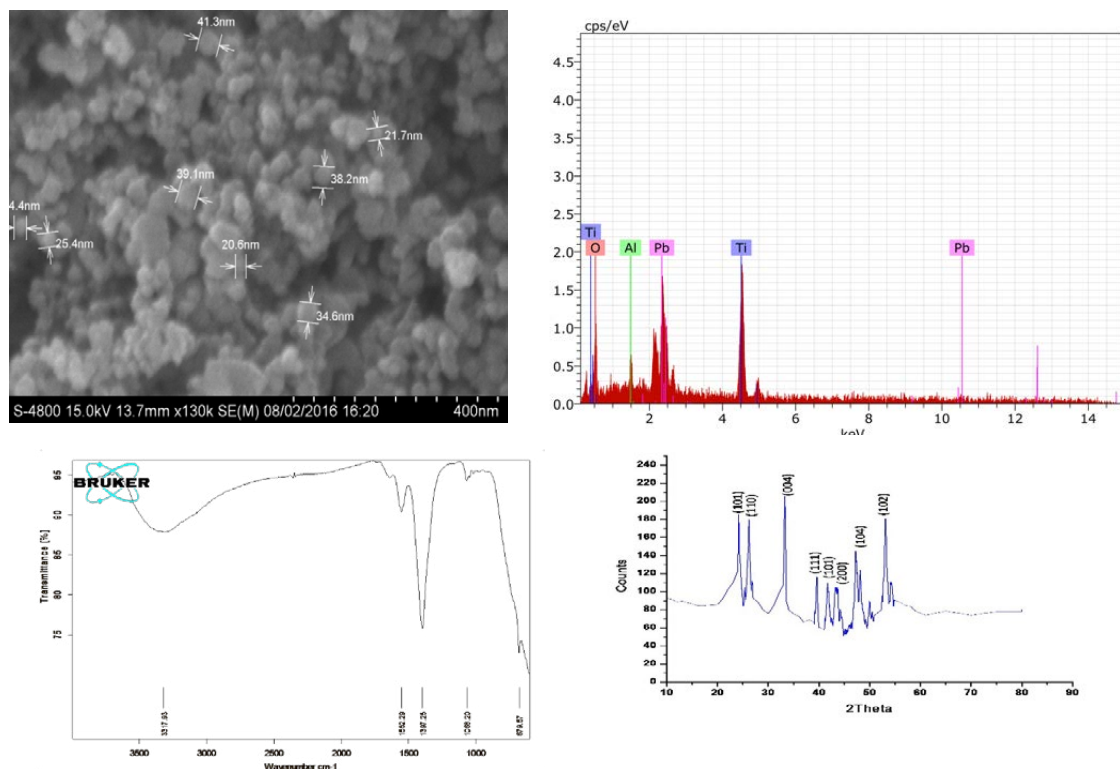 41.3nm
21.7nm
39.1nm
38.2nm
4.4nm
25.4nm
20.6nm
34.6nm
S-4800 15.0kV 13.7mm x130k SE(M) 08/02/2016 16:20 400nm
cps/eV
4.5
4.0
3.5
3.0
2.5
2.0
1.5
1.0
0.5
0.0
Ti
O Al Pb Ti Pb
2 4 6 8 10 12 14
keV
BRUKER
Transmittance [%]
95
90
85
80
75
3317.93 1552.29 1397.25 1068.20 679.67
3500 3000 2500 2000 1500 1000
Wavenumber cm-1
Counts
240
220
200
180
160
140
120
100
80
60
40
20
0
(101) (110) (004) (111) (101) (200) (104) (102)
10 20 30 40 50 60 70 80 90
2Theta